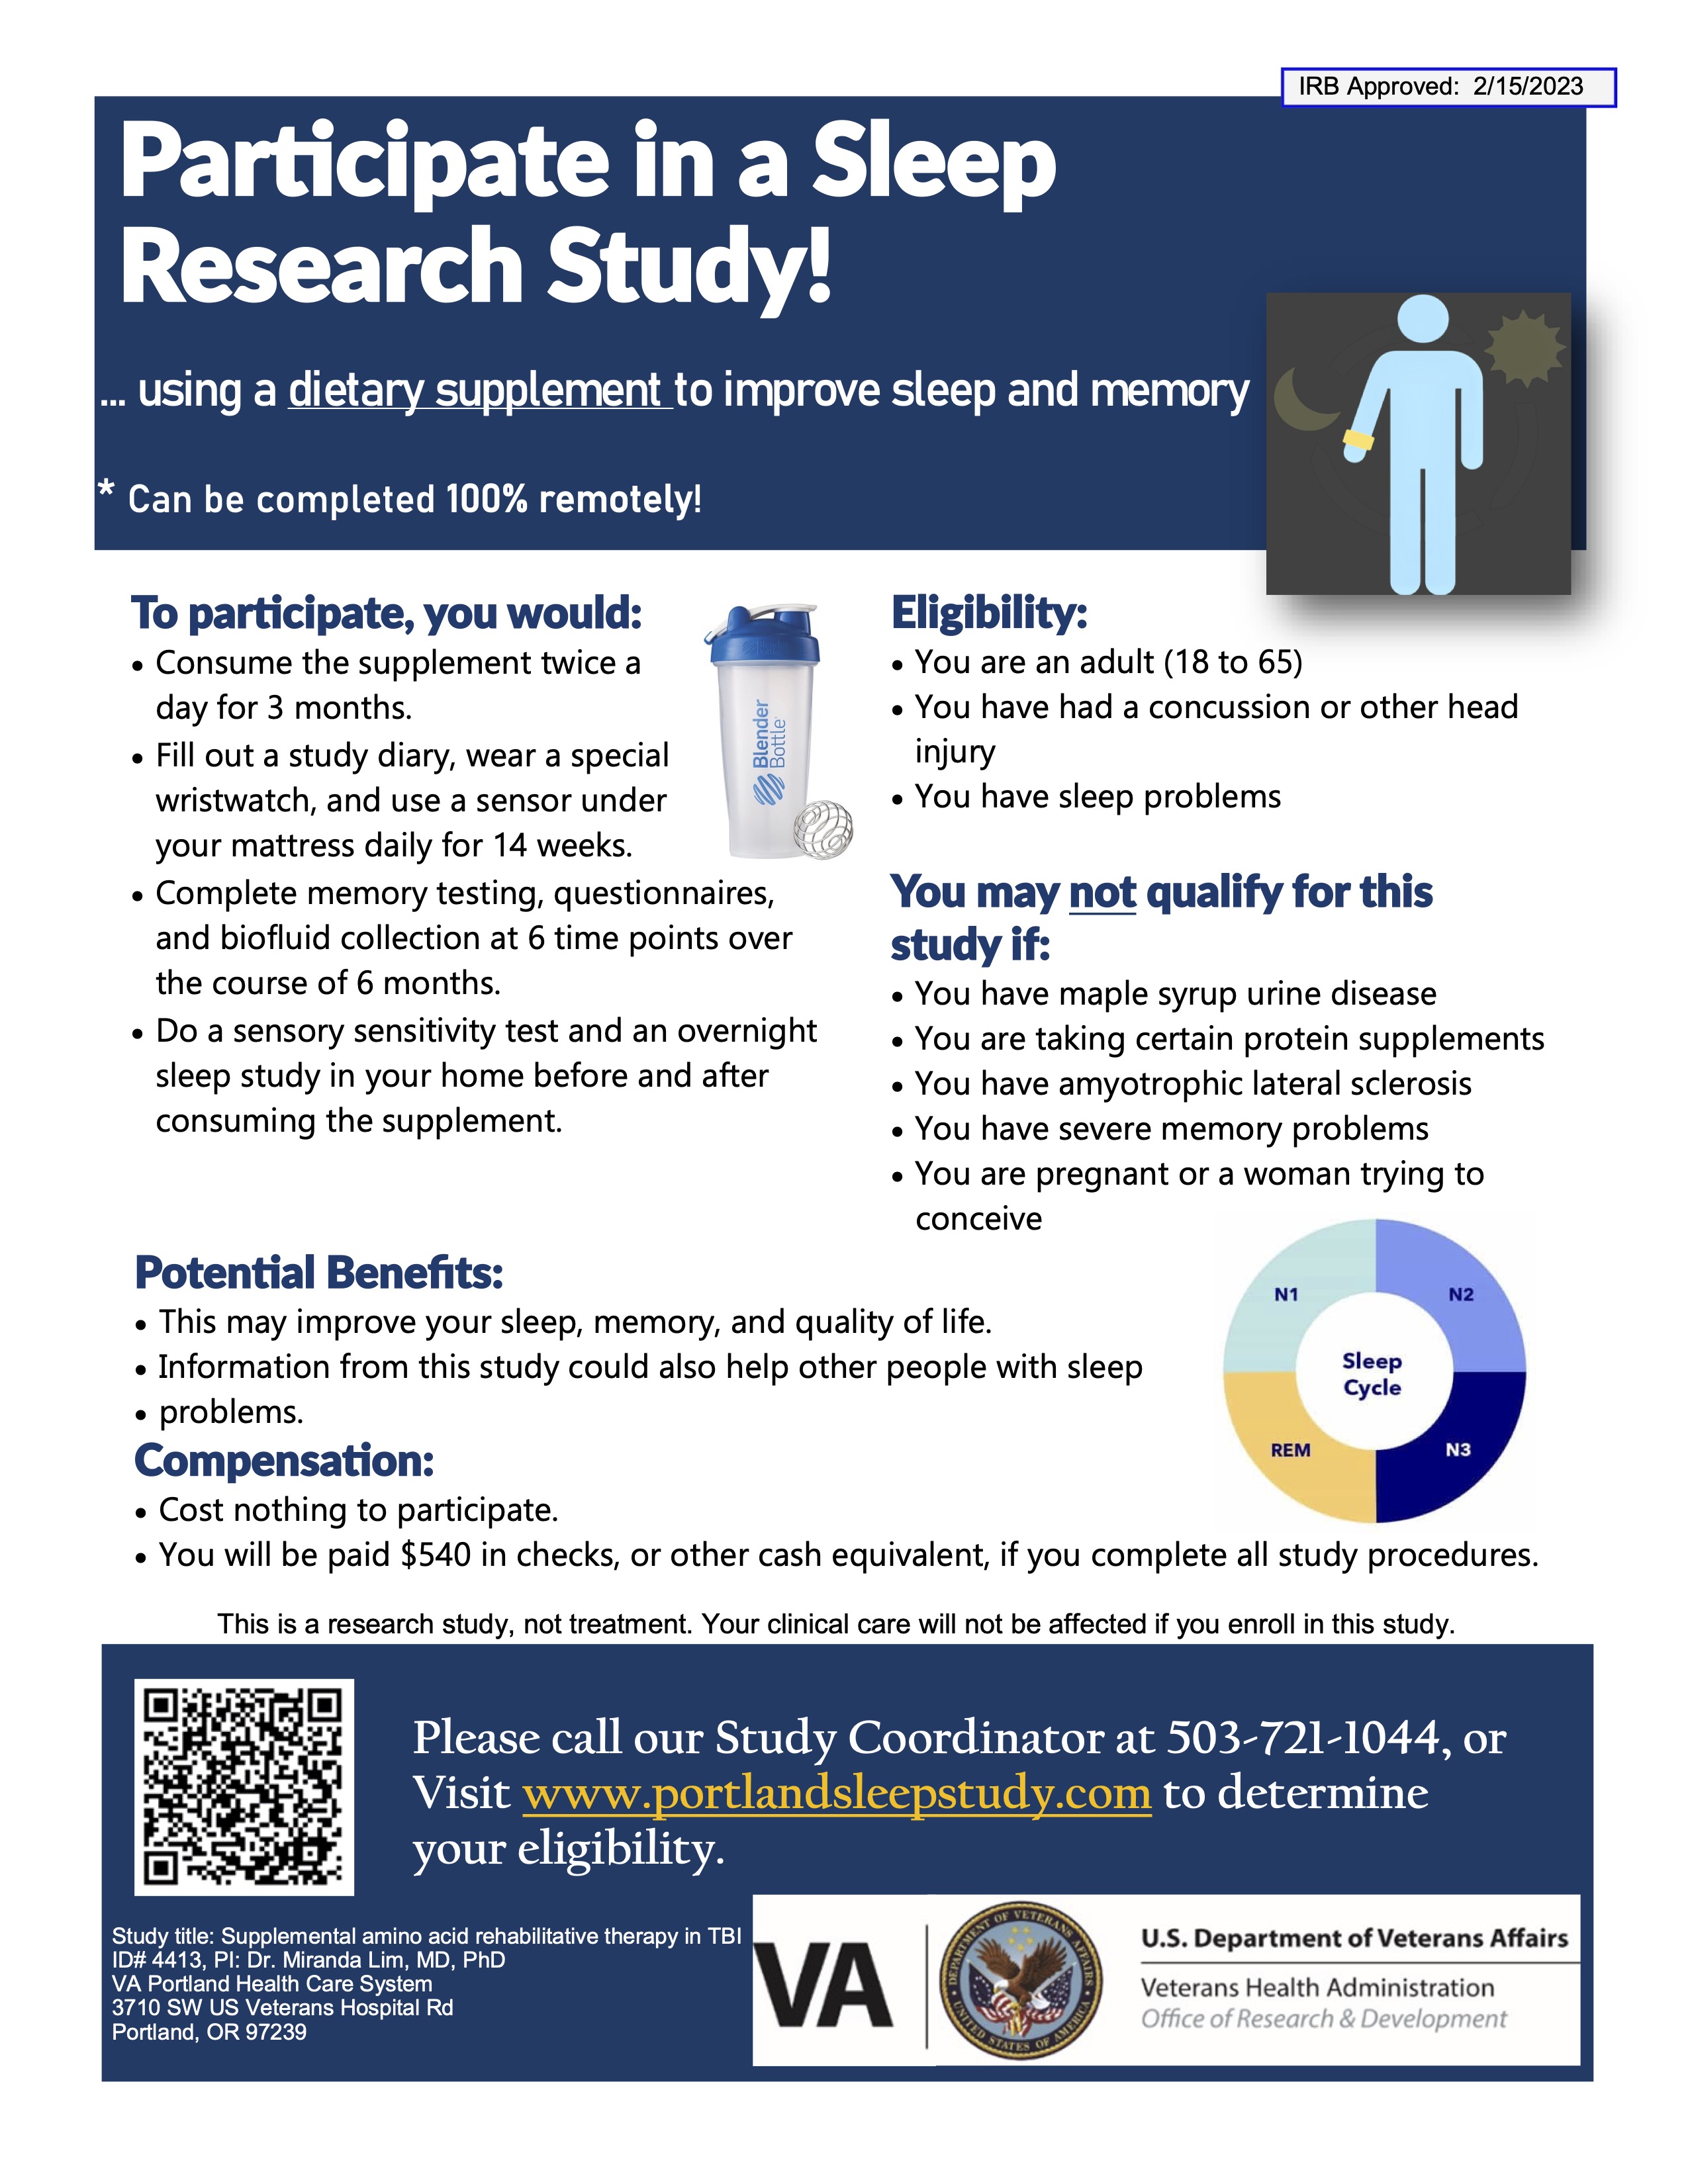 IRB Approved: 2/15/2023
Participate in a Sleep
Research Study!
... using a dietary supplement to improve sleep and memory
* Can be completed 100% remotely!
To participate, you would:
• Consume the supplement twice a
day for 3 months.
• Fill out a study diary, wear a special
wristwatch, and use a sensor under
your mattress daily for 14 weeks.
• Complete memory testing, questionnaires,
and biofluid collection at 6 time points over
the course of 6 months.
• Do a sensory sensitivity test and an overnight
sleep study in your home before and after
consuming the supplement.
Blender
Bottle
Eligibility:
• You are an adult (18 to 65)
• You have had a concussion or other head
injury
• You have sleep problems
You may not qualify for this
study if:
• You have maple syrup urine disease
• You are taking certain protein supplements
• You have amyotrophic lateral sclerosis
• You have severe memory problems
• You are pregnant or a woman trying to
conceive
Potential Benefits:
• This may improve your sleep, memory, and quality of life.
• Information from this study could also help other people with sleep
• problems.
N1
N2
Sleep
Cycle
REM
N3
Compensation:
• Cost nothing to participate.
• You will be paid $540 in checks, or other cash equivalent, if you complete all study procedures.
This is a research study, not treatment. Your clinical care will not be affected if you enroll in this study.
Please call our Study Coordinator at 503-721-1044, or
Visit www.portlandsleepstudy.com to determine
your eligibility.
Study title: Supplemental amino acid rehabilitative therapy in TBI
ID# 4413, PI: Dr. Miranda Lim, MD, PhD
VA Portland Health Care System
3710 SW US Veterans Hospital Rd
Portland, OR 97239
VA
DEPARTMENT OF VETERANS AFFAIRS
UNITED STATES OF AMERICA
U.S. Department of Veterans Affairs
Veterans Health Administration
Office of Research & Development